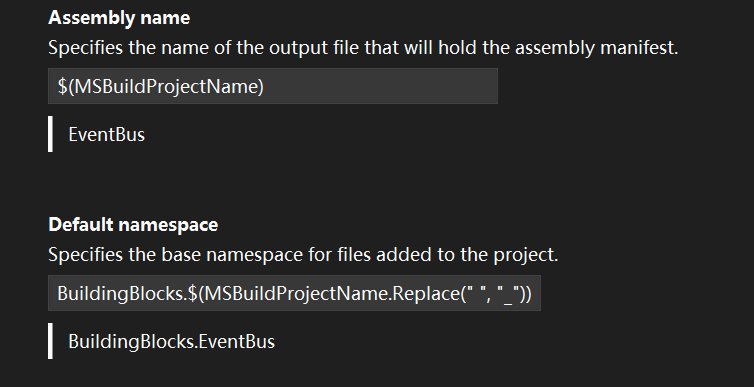 Assembly name
Specifies the name of the output file that will hold the assembly manifest.
$(MSBuildProjectName)
EventBus
Default namespace
Specifies the base namespace for files added to the project.
BuildingBlocks.$(MSBuildProjectName.Replace(" ", "_"))
BuildingBlocks.EventBus